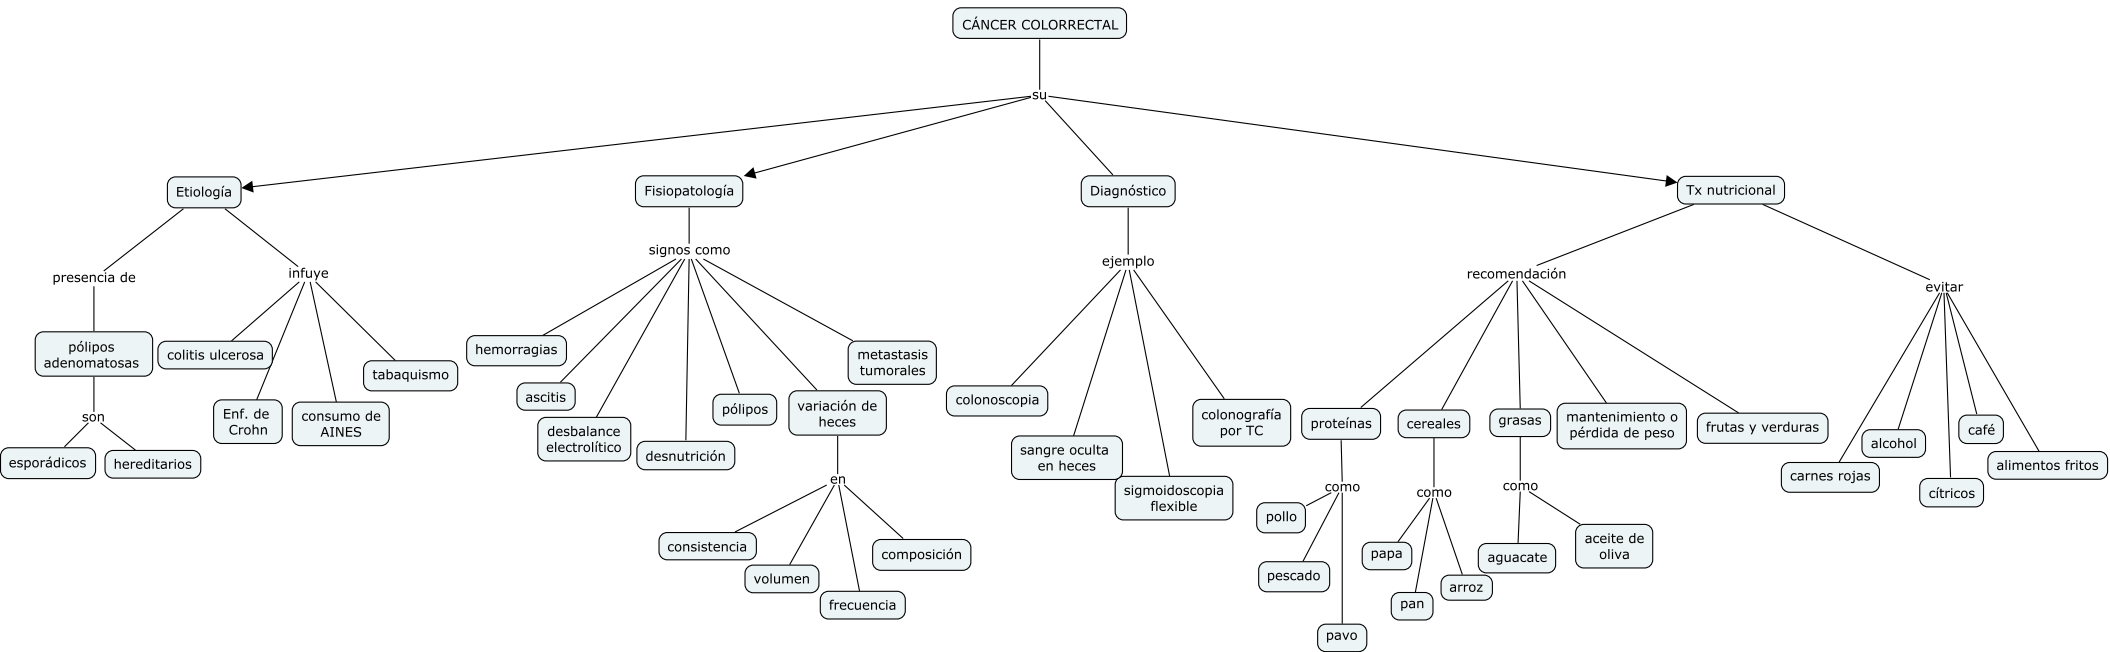 CÁNCER COLORRECTAL
su
Etiología
Fisiopatología
Diagnóstico
Tx nutricional
presencia de
infuye
signos como
ejemplo
recomendación
evitar
pólipos
adenomatosas
colitis ulcerosa
Enf. de
Crohn
consumo de
AINES
tabaquismo
son
esporádicos
hereditarios
hemorragias
ascitis
desbalance
electrolítico
desnutrición
pólipos
variación de
heces
metastasis
tumorales
en
consistencia
volumen
frecuencia
composición
colonoscopia
sangre oculta
en heces
sigmoidoscopia
flexible
colonografía
por TC
proteínas
cereales
grasas
mantenimiento o
pérdida de peso
frutas y verduras
como
pollo
pescado
pavo
como
papa
pan
arroz
como
aguacate
aceite de
oliva
carnes rojas
alcohol
cítricos
café
alimentos fritos